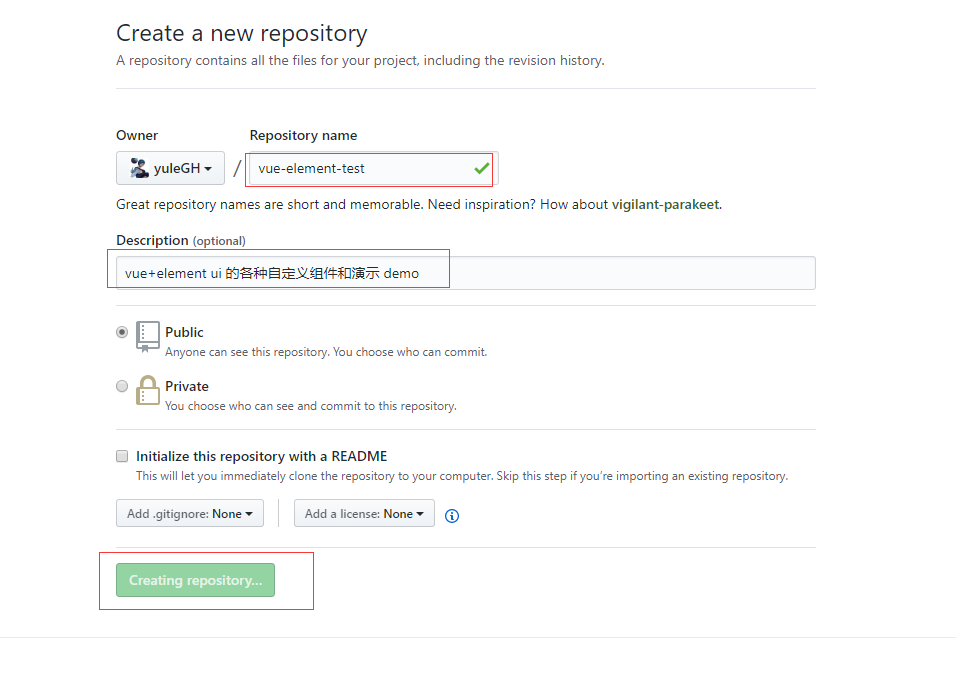 Create a new repository
A repository contains all the files for your project, including the revision history.
Owner
Repository name
yuleGH
/
vue-element-test
Great repository names are short and memorable. Need inspiration? How about vigilant-parakeet.
Description (optional)
vue+element ui 的各种自定义组件和演示 demo
Public
Anyone can see this repository. You choose who can commit.
Private
You choose who can see and commit to this repository.
Initialize this repository with a README
This will let you immediately clone the repository to your computer. Skip this step if you’re importing an existing repository.
Add .gitignore: None
Add a license: None
Creating repository...